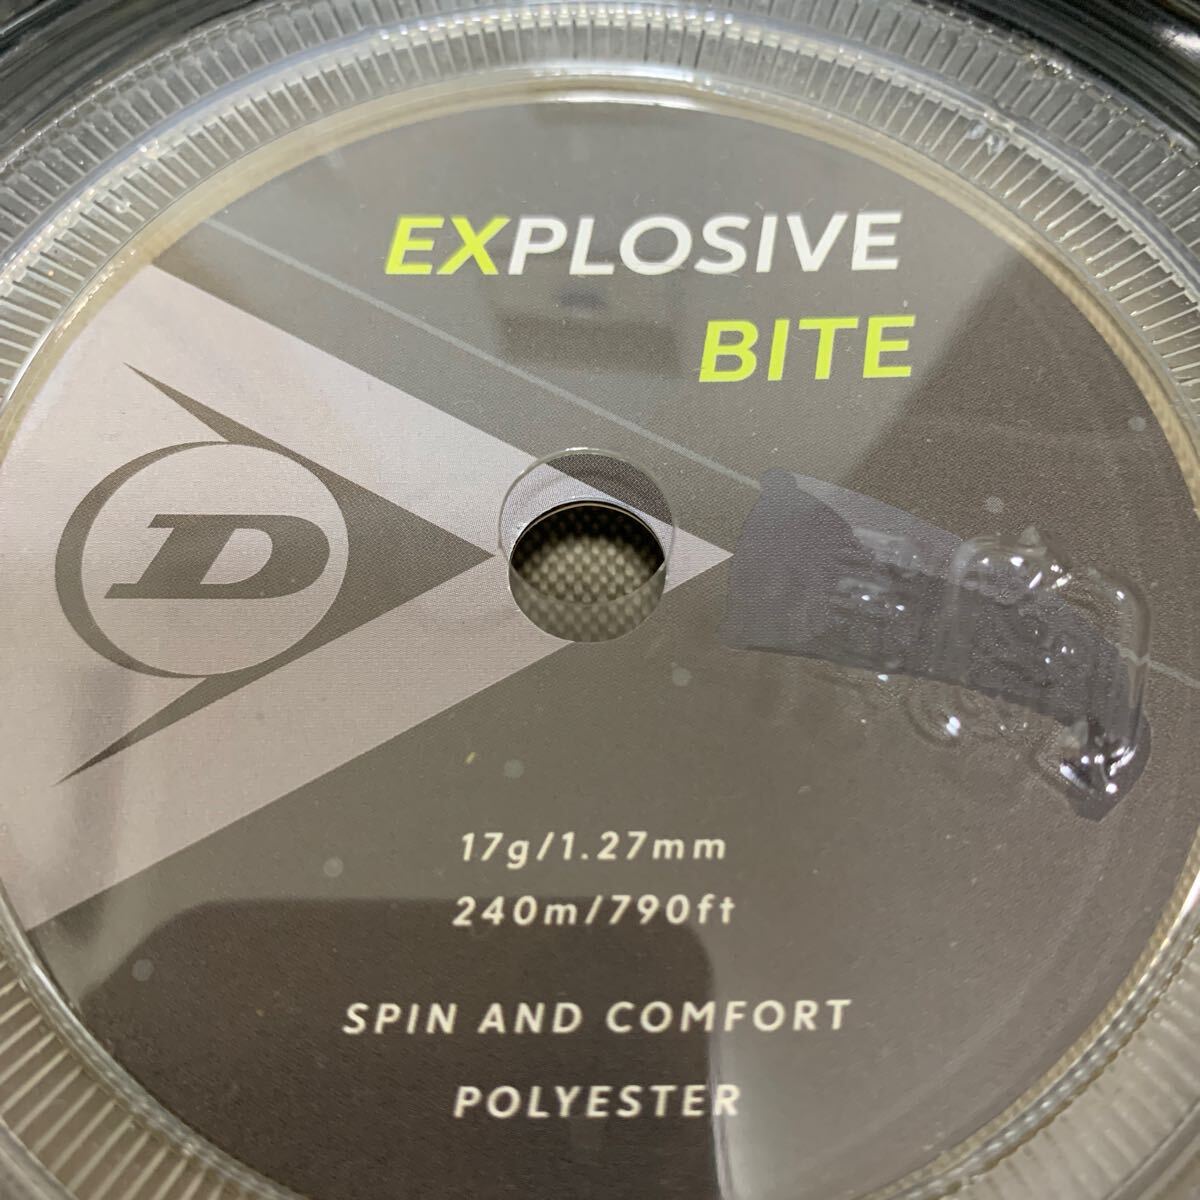 EXPLOSIVE
BITE
D
17g/1.27mm
240m/790ft
SPIN AND COMFORT
POLYESTER